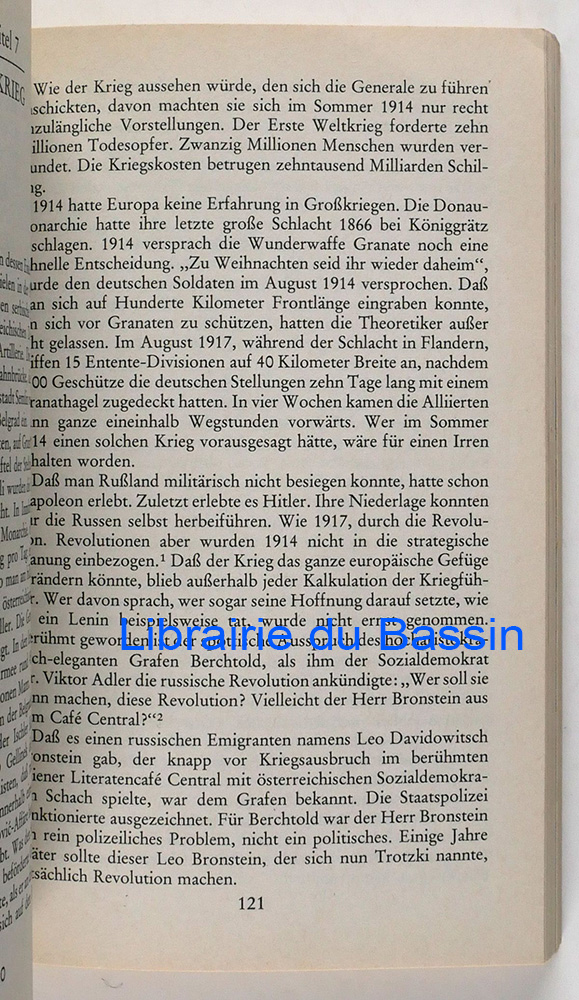 itel 7
KRIEG
Wie der Krieg aussehen würde, den sich die Generale zu führen
schickten, davon machten sie sich im Sommer 1914 nur recht
zulängliche Vorstellungen. Der Erste Weltkrieg forderte zehn
illionen Todesopfer. Zwanzig Millionen Menschen wurden ver-
undet. Die Kriegskosten betrugen zehntausend Milliarden Schil-
ng.
1914 hatte Europa keine Erfahrung in Großkriegen. Die Donau-
onarchie hatte ihre letzte große Schlacht 1866 bei Königgrätz
schlagen. 1914 versprach die Wunderwaffe Granate noch eine
hnelle Entscheidung. „Zu Weihnachten seid ihr wieder daheim“,
urde den deutschen Soldaten im August 1914 versprochen. Daß
an sich auf Hunderte Kilometer Frontlänge eingraben konnte,
n sich vor Granaten zu schützen, hatten die Theoretiker außer
ht gelassen. Im August 1917, während der Schlacht in Flandern,
iffen 15 Entente-Divisionen auf 40 Kilometer Breite an, nachdem
00 Geschütze die deutschen Stellungen zehn Tage lang mit einem
ranathagel zugedeckt hatten. In vier Wochen kamen die Alliierten
nn ganze eineinhalb Wegstunden vorwärts. Wer im Sommer
14 einen solchen Krieg vorausgesagt hätte, wäre für einen Irren
halten worden.
Daß man Rußland militärisch nicht besiegen konnte, hatte schon
apoleon erlebt. Zuletzt erlebte es Hitler. Ihre Niederlage konnten
ur die Russen selbst herbeiführen. Wie 1917, durch die Revolu-
on. Revolutionen aber wurden 1914 nicht in die strategische
anung einbezogen.¹ Daß der Krieg das ganze europäische Gefüge
rändern könnte, blieb außerhalb jeder Kalkulation der Kriegfüh-
r. Wer davon sprach, wer sogar seine Hoffnung darauf setzte, wie
ein Lenin beispielsweise tat, wurde nicht ernst genommen.
rühmt geworden ist der spöttische Ausspruch des aristokra-
Librairie du Bassin
ch-eleganten Grafen Berchtold, als ihm der Sozialdemokrat
r. Viktor Adler die russische Revolution ankündigte: „Wer soll sie
nn machen, diese Revolution? Vielleicht der Herr Bronstein aus
m Café Central?“²
Daß es einen russischen Emigranten namens Leo Davidowitsch
ronstein gab, der knapp vor Kriegsausbruch im berühmten
iener Literatencafé Central mit österreichischen Sozialdemokra-
n Schach spielte, war dem Grafen bekannt. Die Staatspolizei
nktionierte ausgezeichnet. Für Berchtold war der Herr Bronstein
n rein polizeiliches Problem, nicht ein politisches. Einige Jahre
äter sollte dieser Leo Bronstein, der sich nun Trotzki nannte,
tsächlich Revolution machen.
121